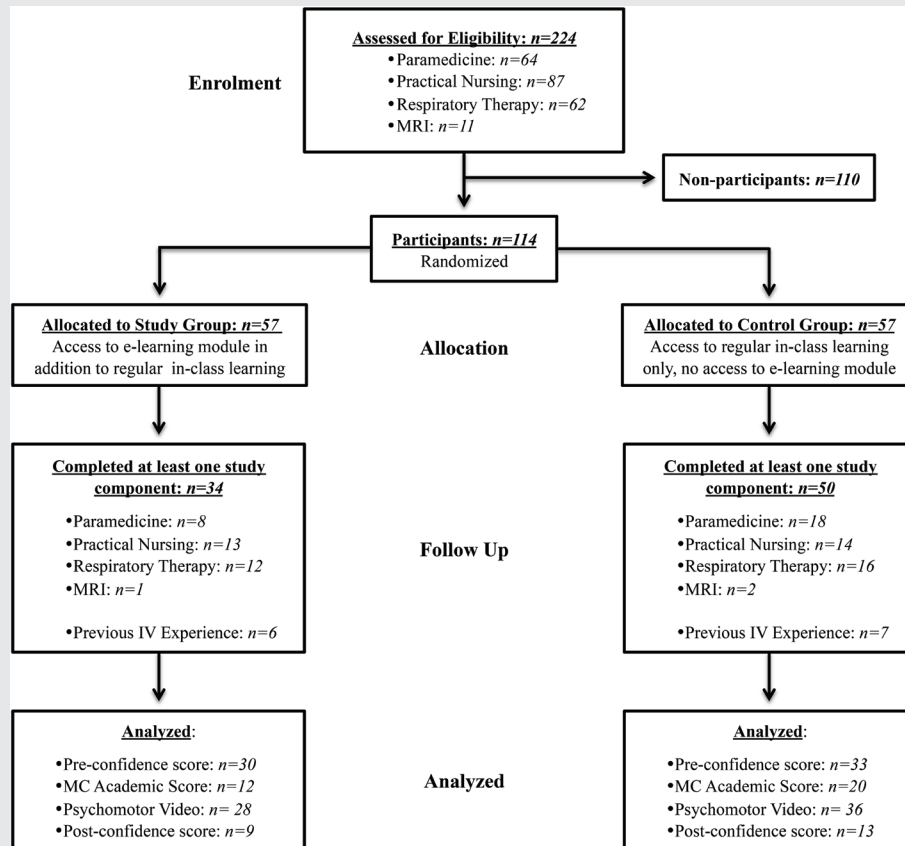 Assessed for Eligibility: n=224
•Paramedicine: n=64
•Practical Nursing: n=87
•Respiratory Therapy: n=62
•MRI: n=11
Enrolment
Non-participants: n=110
Participants: n=114
Randomized
Allocated to Study Group: n=57
Access to e-learning module in
addition to regular in-class learning
Allocation
Allocated to Control Group: n=57
Access to regular in-class learning
only, no access to e-learning module
Completed at least one study
component: n=34
•Paramedicine: n=8
•Practical Nursing: n=13
•Respiratory Therapy: n=12
•MRI: n=1
•Previous IV Experience: n=6
Follow Up
Completed at least one study
component: n=50
•Paramedicine: n=18
•Practical Nursing: n=14
•Respiratory Therapy: n=16
•MRI: n=2
•Previous IV Experience: n=7
Analyzed:
•Pre-confidence score: n=30
•MC Academic Score: n=12
•Psychomotor Video: n= 28
•Post-confidence score: n=9
Analyzed
Analyzed:
•Pre-confidence score: n=33
•MC Academic Score: n=20
•Psychomotor Video: n= 36
•Post-confidence score: n=13